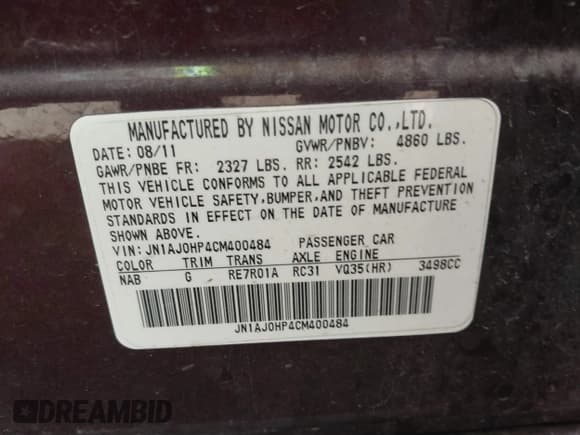 MANUFACTURED BY NISSAN MOTOR CO.,LTD.
DATE: 08/11 GVWR/PNBV: 4860 LBS.
GAWR/PNBE FR: 2327 LBS. RR: 2542 LBS.
THIS VEHICLE CONFORMS TO ALL APPLICABLE FEDERAL
MOTOR VEHICLE SAFETY,BUMPER,AND THEFT PREVENTION
STANDARDS IN EFFECT ON THE DATE OF MANUFACTURE
SHOWN ABOVE.
VIN: JN1AJ0HP4CM400484 PASSENGER CAR
COLOR TRIM TRANS AXLE ENGINE
NAB G RE7R01A RC31 VQ35(HR) 3498CC
JN1AJ0HP4CM400484
DREAMBID